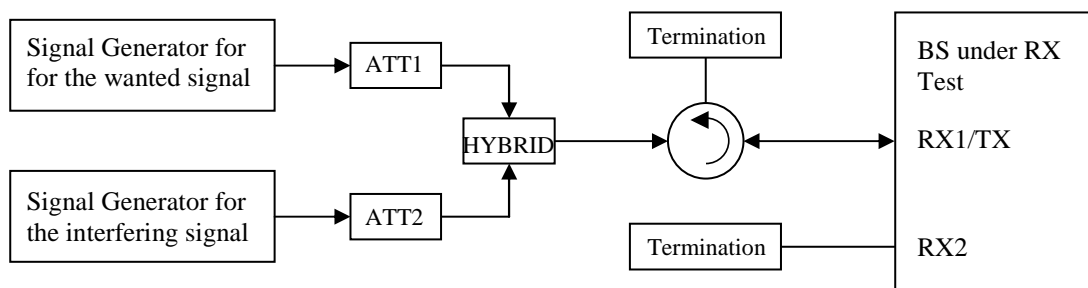 Signal Generator for
for the wanted signal
ATT1
HYBRID
Signal Generator for
the interfering signal
ATT2
Termination
Termination
BS under RX
Test
RX1/TX
RX2